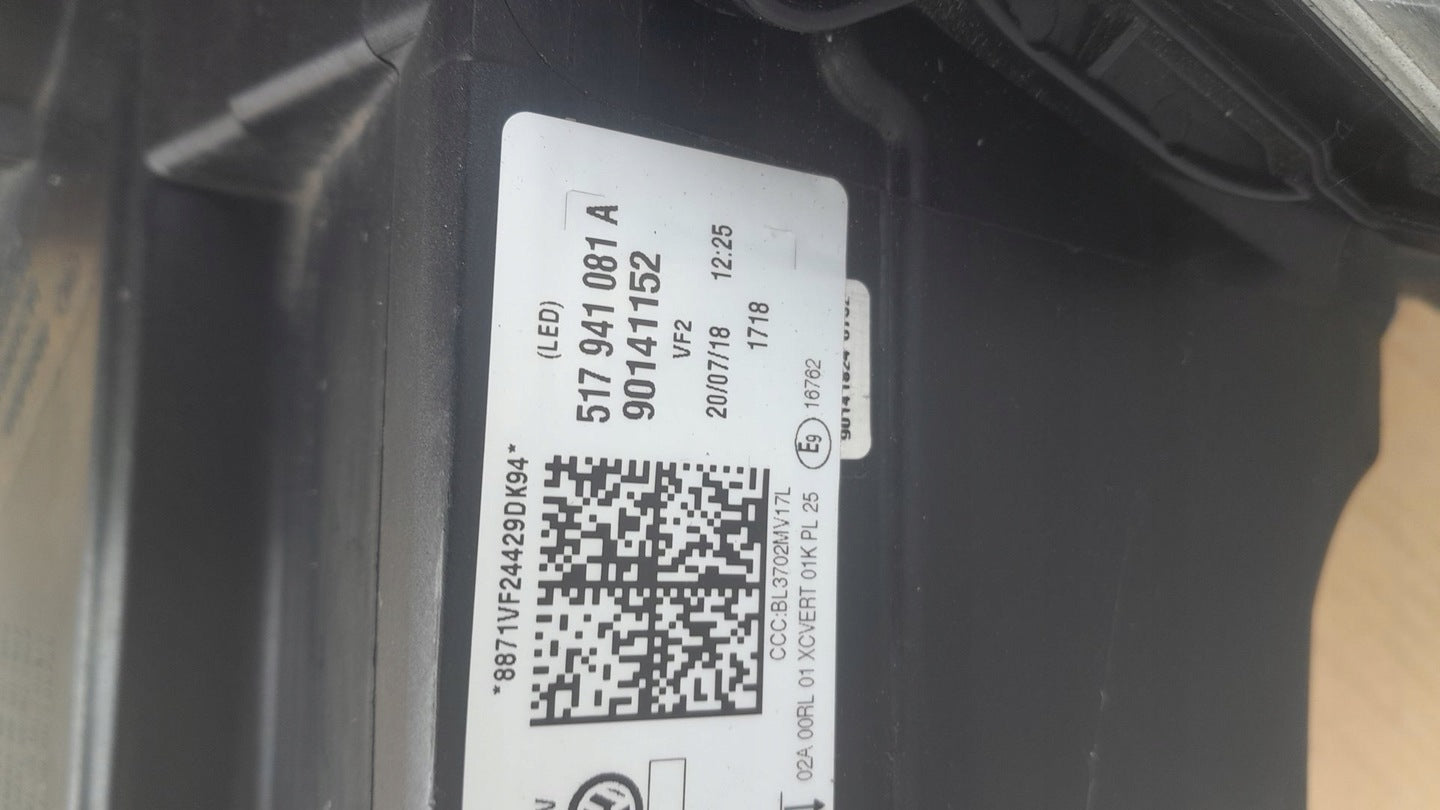 *8871VF24429DK94*
(LED)
517 941 081 A
90141152
VF2
20/07/18 12:25
1718
CCC:BL3702MV17L
E9 16762
02A 00RL 01 XCVERT 01K PL 25